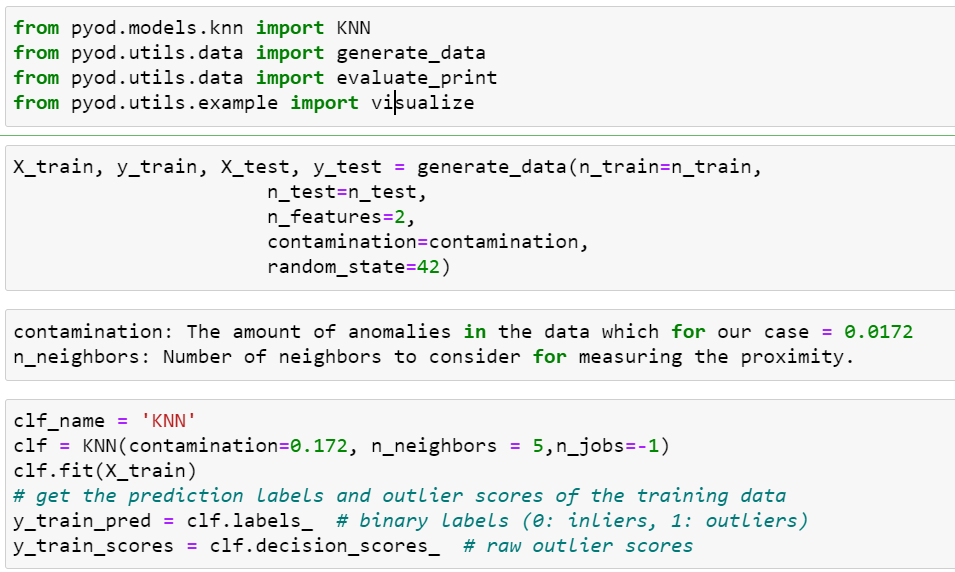 from pyod.models.knn import KNN
from pyod.utils.data import generate_data
from pyod.utils.data import evaluate_print
from pyod.utils.example import visualize
X_train, y_train, X_test, y_test = generate_data(n_train=n_train,
n_test=n_test,
n_features=2,
contamination=contamination,
random_state=42)
contamination: The amount of anomalies in the data which for our case = 0.0172
n_neighbors: Number of neighbors to consider for measuring the proximity.
clf_name = 'KNN'
clf = KNN(contamination=0.172, n_neighbors = 5,n_jobs=-1)
clf.fit(X_train)
# get the prediction labels and outlier scores of the training data
y_train_pred = clf.labels_  # binary labels (0: inliers, 1: outliers)
y_train_scores = clf.decision_scores_  # raw outlier scores